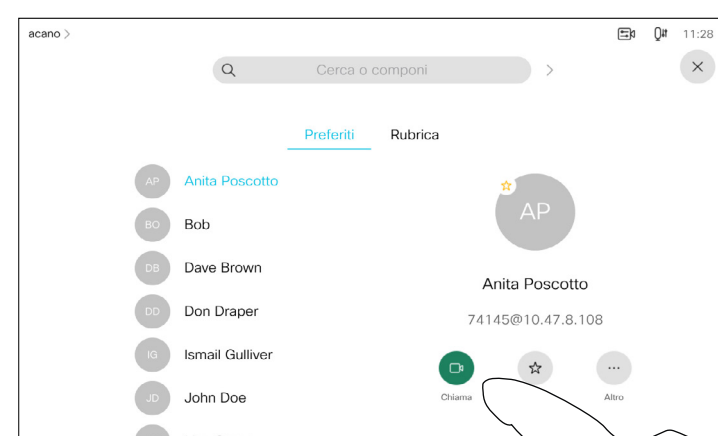 acano >
11:28
Cerca o componi
Preferiti Rubrica
AP Anita Poscotto
BO Bob
DB Dave Brown
DD Don Draper
IG Ismail Gulliver
JD John Doe
AP
Anita Poscotto
74145@10.47.8.108
Chiama
Altro